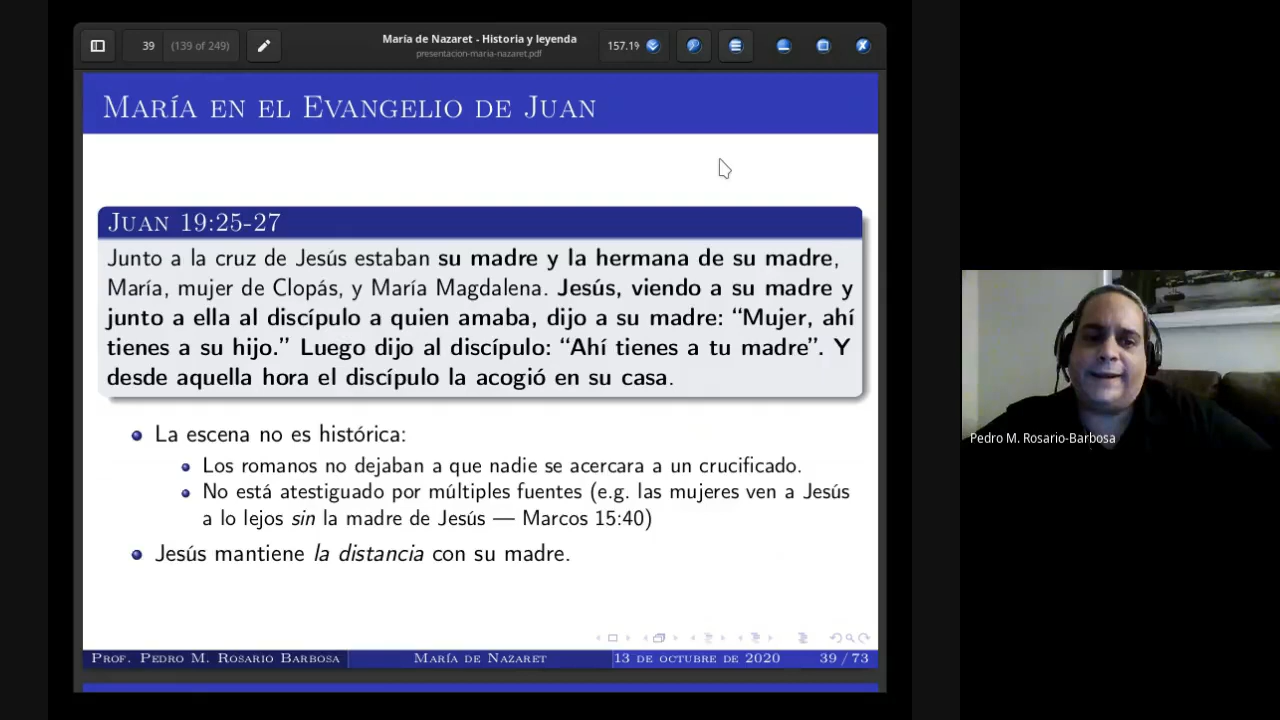 39 (139 of 249)
María de Nazaret - Historia y leyenda
presentacion-maria-nazaret.pdf
María en el Evangelio de Juan
Juan 19:25-27
Junto a la cruz de Jesús estaban su madre y la hermana de su madre,
María, mujer de Clopás, y María Magdalena. Jesús, viendo a su madre y
junto a ella al discípulo a quien amaba, dijo a su madre: “Mujer, ahí
tienes a su hijo.” Luego dijo al discípulo: “Ahí tienes a tu madre”. Y
desde aquella hora el discípulo la acogió en su casa.
La escena no es histórica:
Los romanos no dejaban a que nadie se acercara a un crucificado.
No está atestiguado por múltiples fuentes (e.g. las mujeres ven a Jesús
a lo lejos sin la madre de Jesús — Marcos 15:40)
Jesús mantiene la distancia con su madre.
Prof. Pedro M. Rosario Barbosa María de Nazaret 13 de octubre de 2020 39 / 73
Pedro M. Rosario-Barbosa